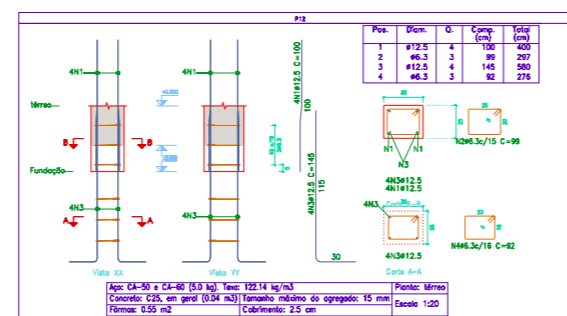 P12
Pos. Diam. Q. Comp. (cm) Total (cm)
1 ø12.5 4 100 400
2 ø6.3 3 99 297
3 ø12.5 4 145 580
4 ø6.3 3 92 276
4N1
4N1
4N1ø12.5 C=100
100
térreo
B
B
Fundação
N2ø6.3c/15 C=99
N1
N1
N3
4N3ø12.5
4N1ø12.5
4N3ø12.5 C=145
115
4N3
4N3
4N3
A
A
30
4N3ø12.5
N4ø6.3c/16 C=92
Vista XX
Vista YY
Corte A-A
Aço: CA-50 e CA-60 (5.0 kg). Taxa: 122.14 kg/m3
Planta: térreo
Concreto: C25, em geral (0.04 m3)
Tamanho máximo do agregado: 15 mm
Escala 1:20
Fôrmas: 0.55 m2
Cobrimento: 2.5 cm